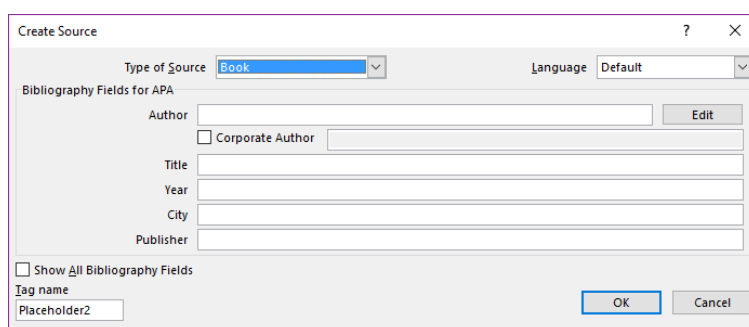 Create Source ? X
Type of Source Book Language Default
Bibliography Fields for APA
Author Edit
Corporate Author
Title
Year
City
Publisher
Show All Bibliography Fields
Tag name
Placeholder2 OK Cancel